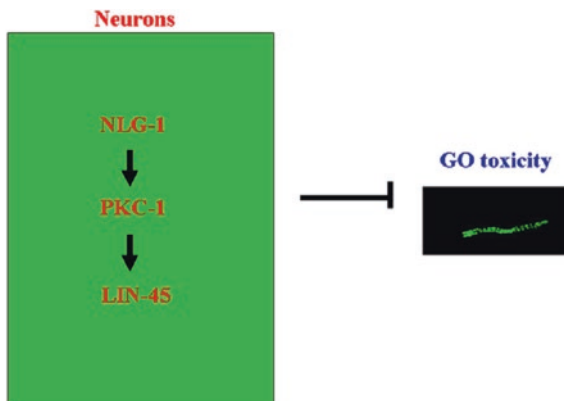 Neurons
NLG-1
PKC-1
LIN-45
GO toxicity